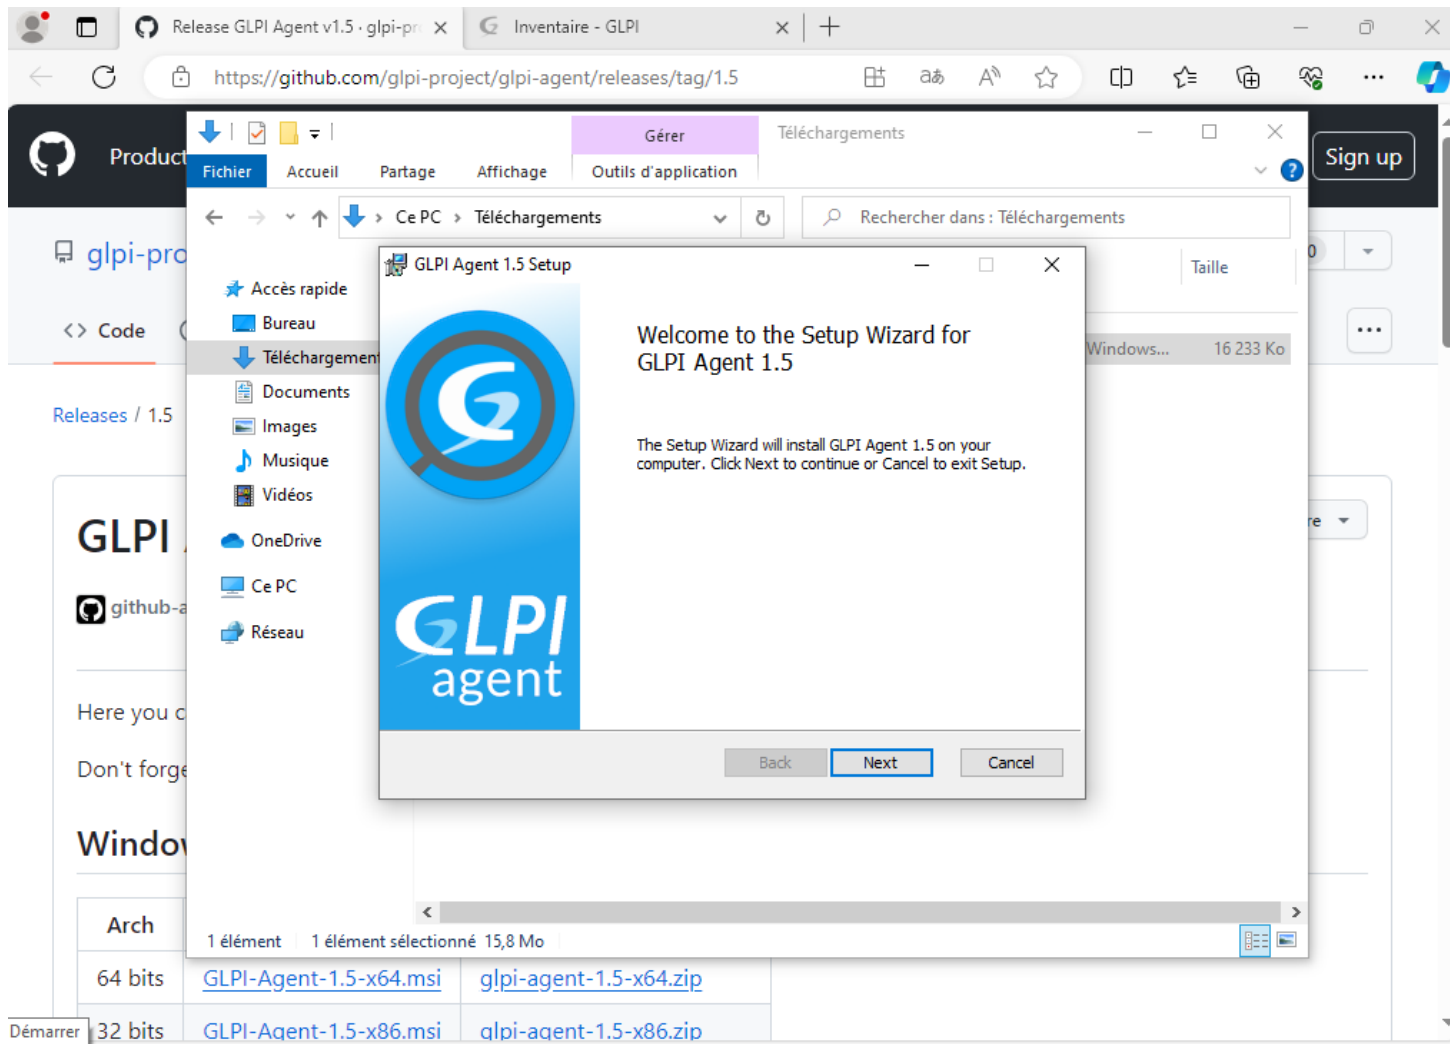 Release GLPI Agent v1.5 · glpi-pr
Inventaire - GLPI
https://github.com/glpi-project/glpi-agent/releases/tag/1.5
Product
Sign up
Gérer
Téléchargements
Fichier
Accueil
Partage
Affichage
Outils d'application
Ce PC > Téléchargements
Rechercher dans : Téléchargements
glpi-pro
0
GLPI Agent 1.5 Setup
Taille
Accès rapide
Bureau
Code
Welcome to the Setup Wizard for
GLPI Agent 1.5
Windows...
16 233 Ko
Téléchargement
Documents
Releases / 1.5
Images
The Setup Wizard will install GLPI Agent 1.5 on your
computer. Click Next to continue or Cancel to exit Setup.
Musique
Vidéos
GLPI
re
OneDrive
Ce PC
github-a
Réseau
GLPI
agent
Here you c
Don't forge
Back
Next
Cancel
Window
Arch
1 élément
1 élément sélectionné 15,8 Mo
64 bits
GLPI-Agent-1.5-x64.msi
glpi-agent-1.5-x64.zip
Démarrer
32 bits
GLPI-Agent-1.5-x86.msi
glpi-agent-1.5-x86.zip